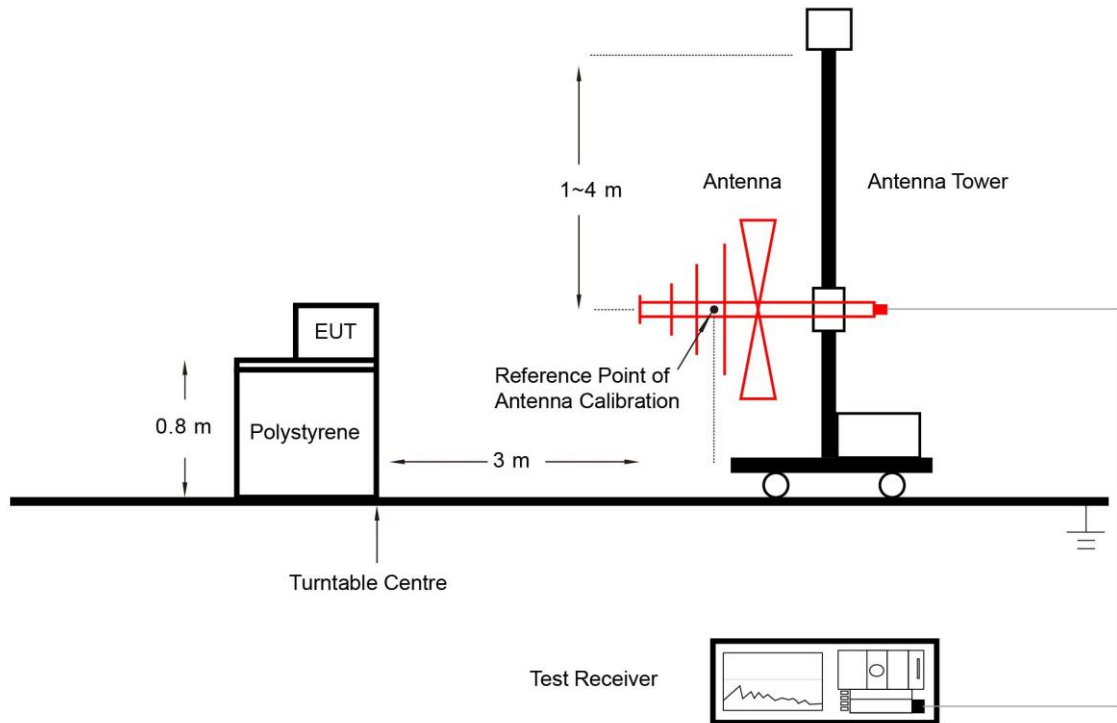 1~4 m
Antenna
Antenna Tower
EUT
Reference Point of
Antenna Calibration
0.8 m
Polystyrene
3 m
Turntable Centre
Test Receiver